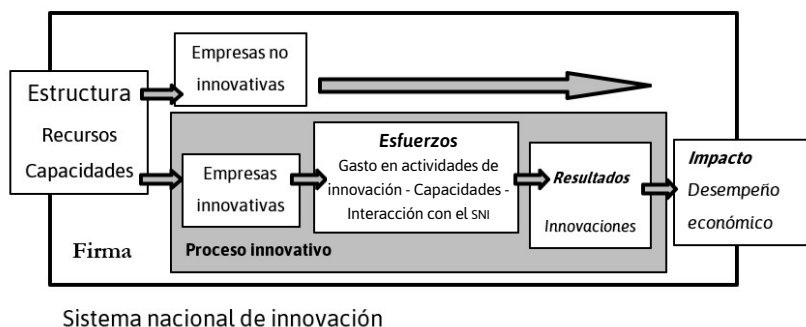 Estructura
Recursos
Capacidades
Empresas no
innovativas
Empresas
innovativas
Esfuerzos
Gasto en actividades de
innovación - Capacidades -
Interacción con el SNI
Resultados
Innovaciones
Impacto
Desempeño
económico
Firma
Proceso innovativo
Sistema nacional de innovación